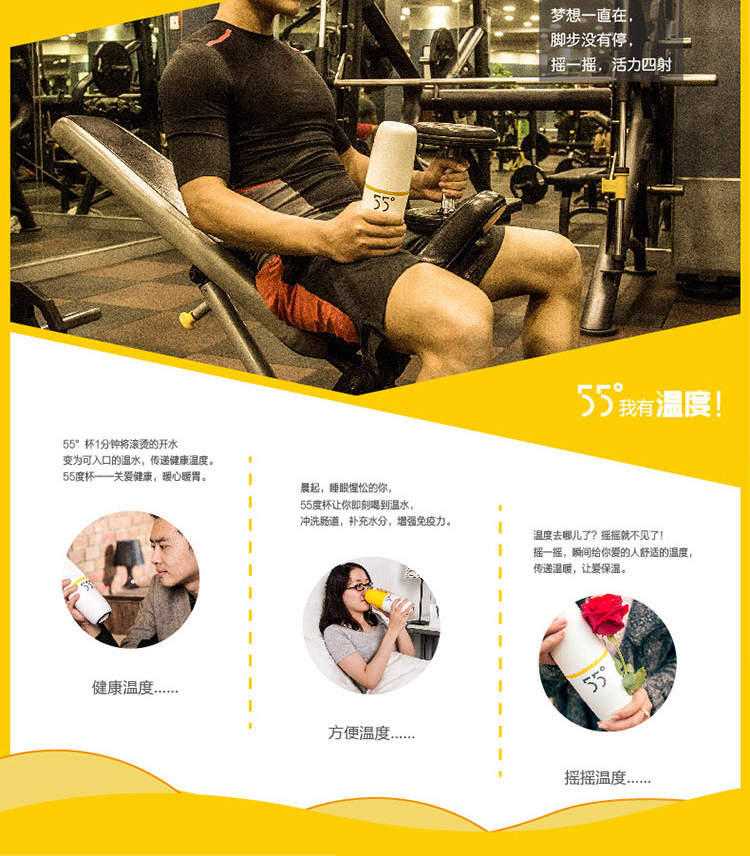 梦想一直在，
脚步没有停，
摇一摇，活力四射
55°
55°我有温度！
55°杯1分钟将滚烫的开水
变为可入口的温水，传递健康温度。
55度杯——关爱健康，暖心暖胃。
55°
健康温度......
晨起，睡眼惺忪的你，
55度杯让你即刻喝到温水，
冲洗肠道，补充水分，增强免疫力。
55°
方便温度......
温度去哪儿了？摇摇就不见了！
摇一摇，瞬间给你爱的人舒适的温度，
传递温暖，让爱保温。
55°
摇摇温度......